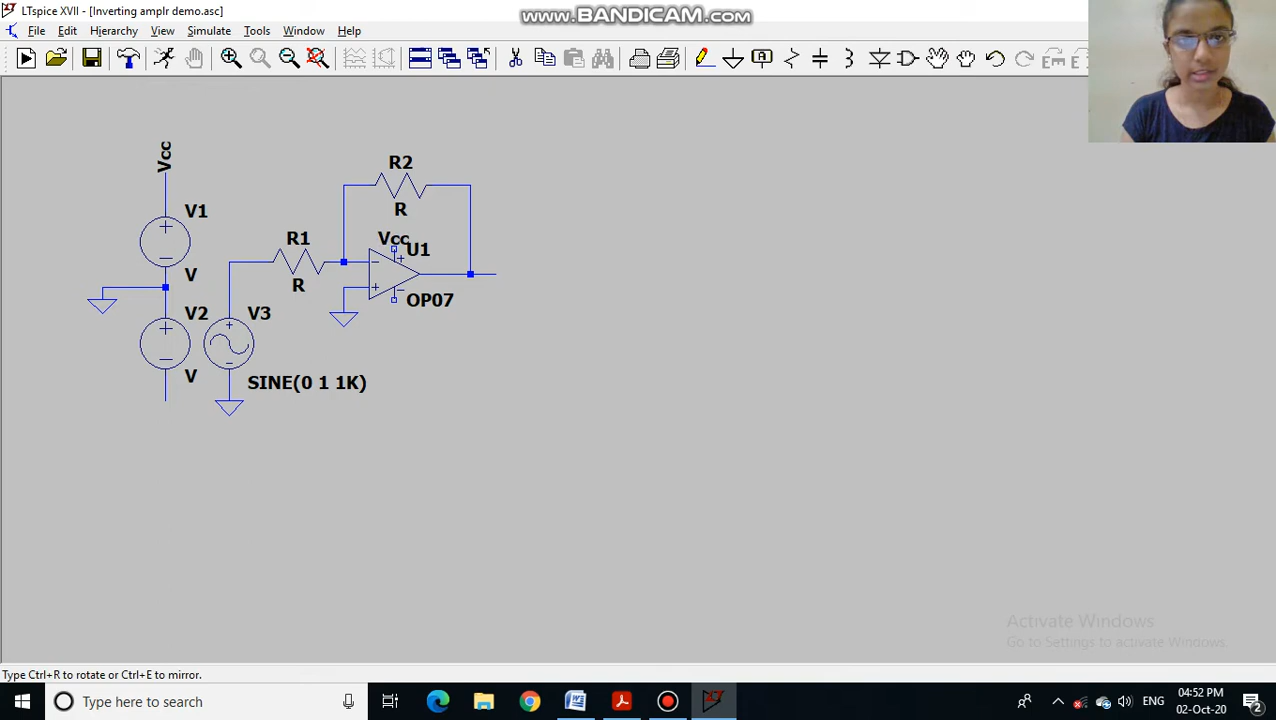 LTspice XVII - [Inverting amplr demo.asc]
www.BANDICAM.com
File Edit Hierarchy View Simulate Tools Window Help
Vcc
V1
V
V2
V
R1
R
V3
SINE(0 1 1K)
R2
R
Vcc
U1
OP07
Activate Windows
Go to Settings to activate Windows.
Type Ctrl+R to rotate or Ctrl+E to mirror.
Type here to search
ENG
04:52 PM
02-Oct-20
2